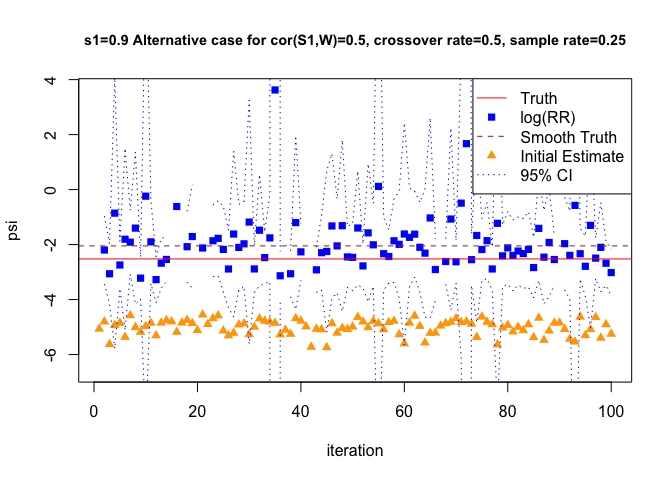 s1=0.9 Alternative case for cor(S1,W)=0.5, crossover rate=0.5, sample rate=0.25
psi
4
2
0
-2
-4
-6
Truth
log(RR)
Smooth Truth
Initial Estimate
95% CI
0
20
40
60
80
100
iteration